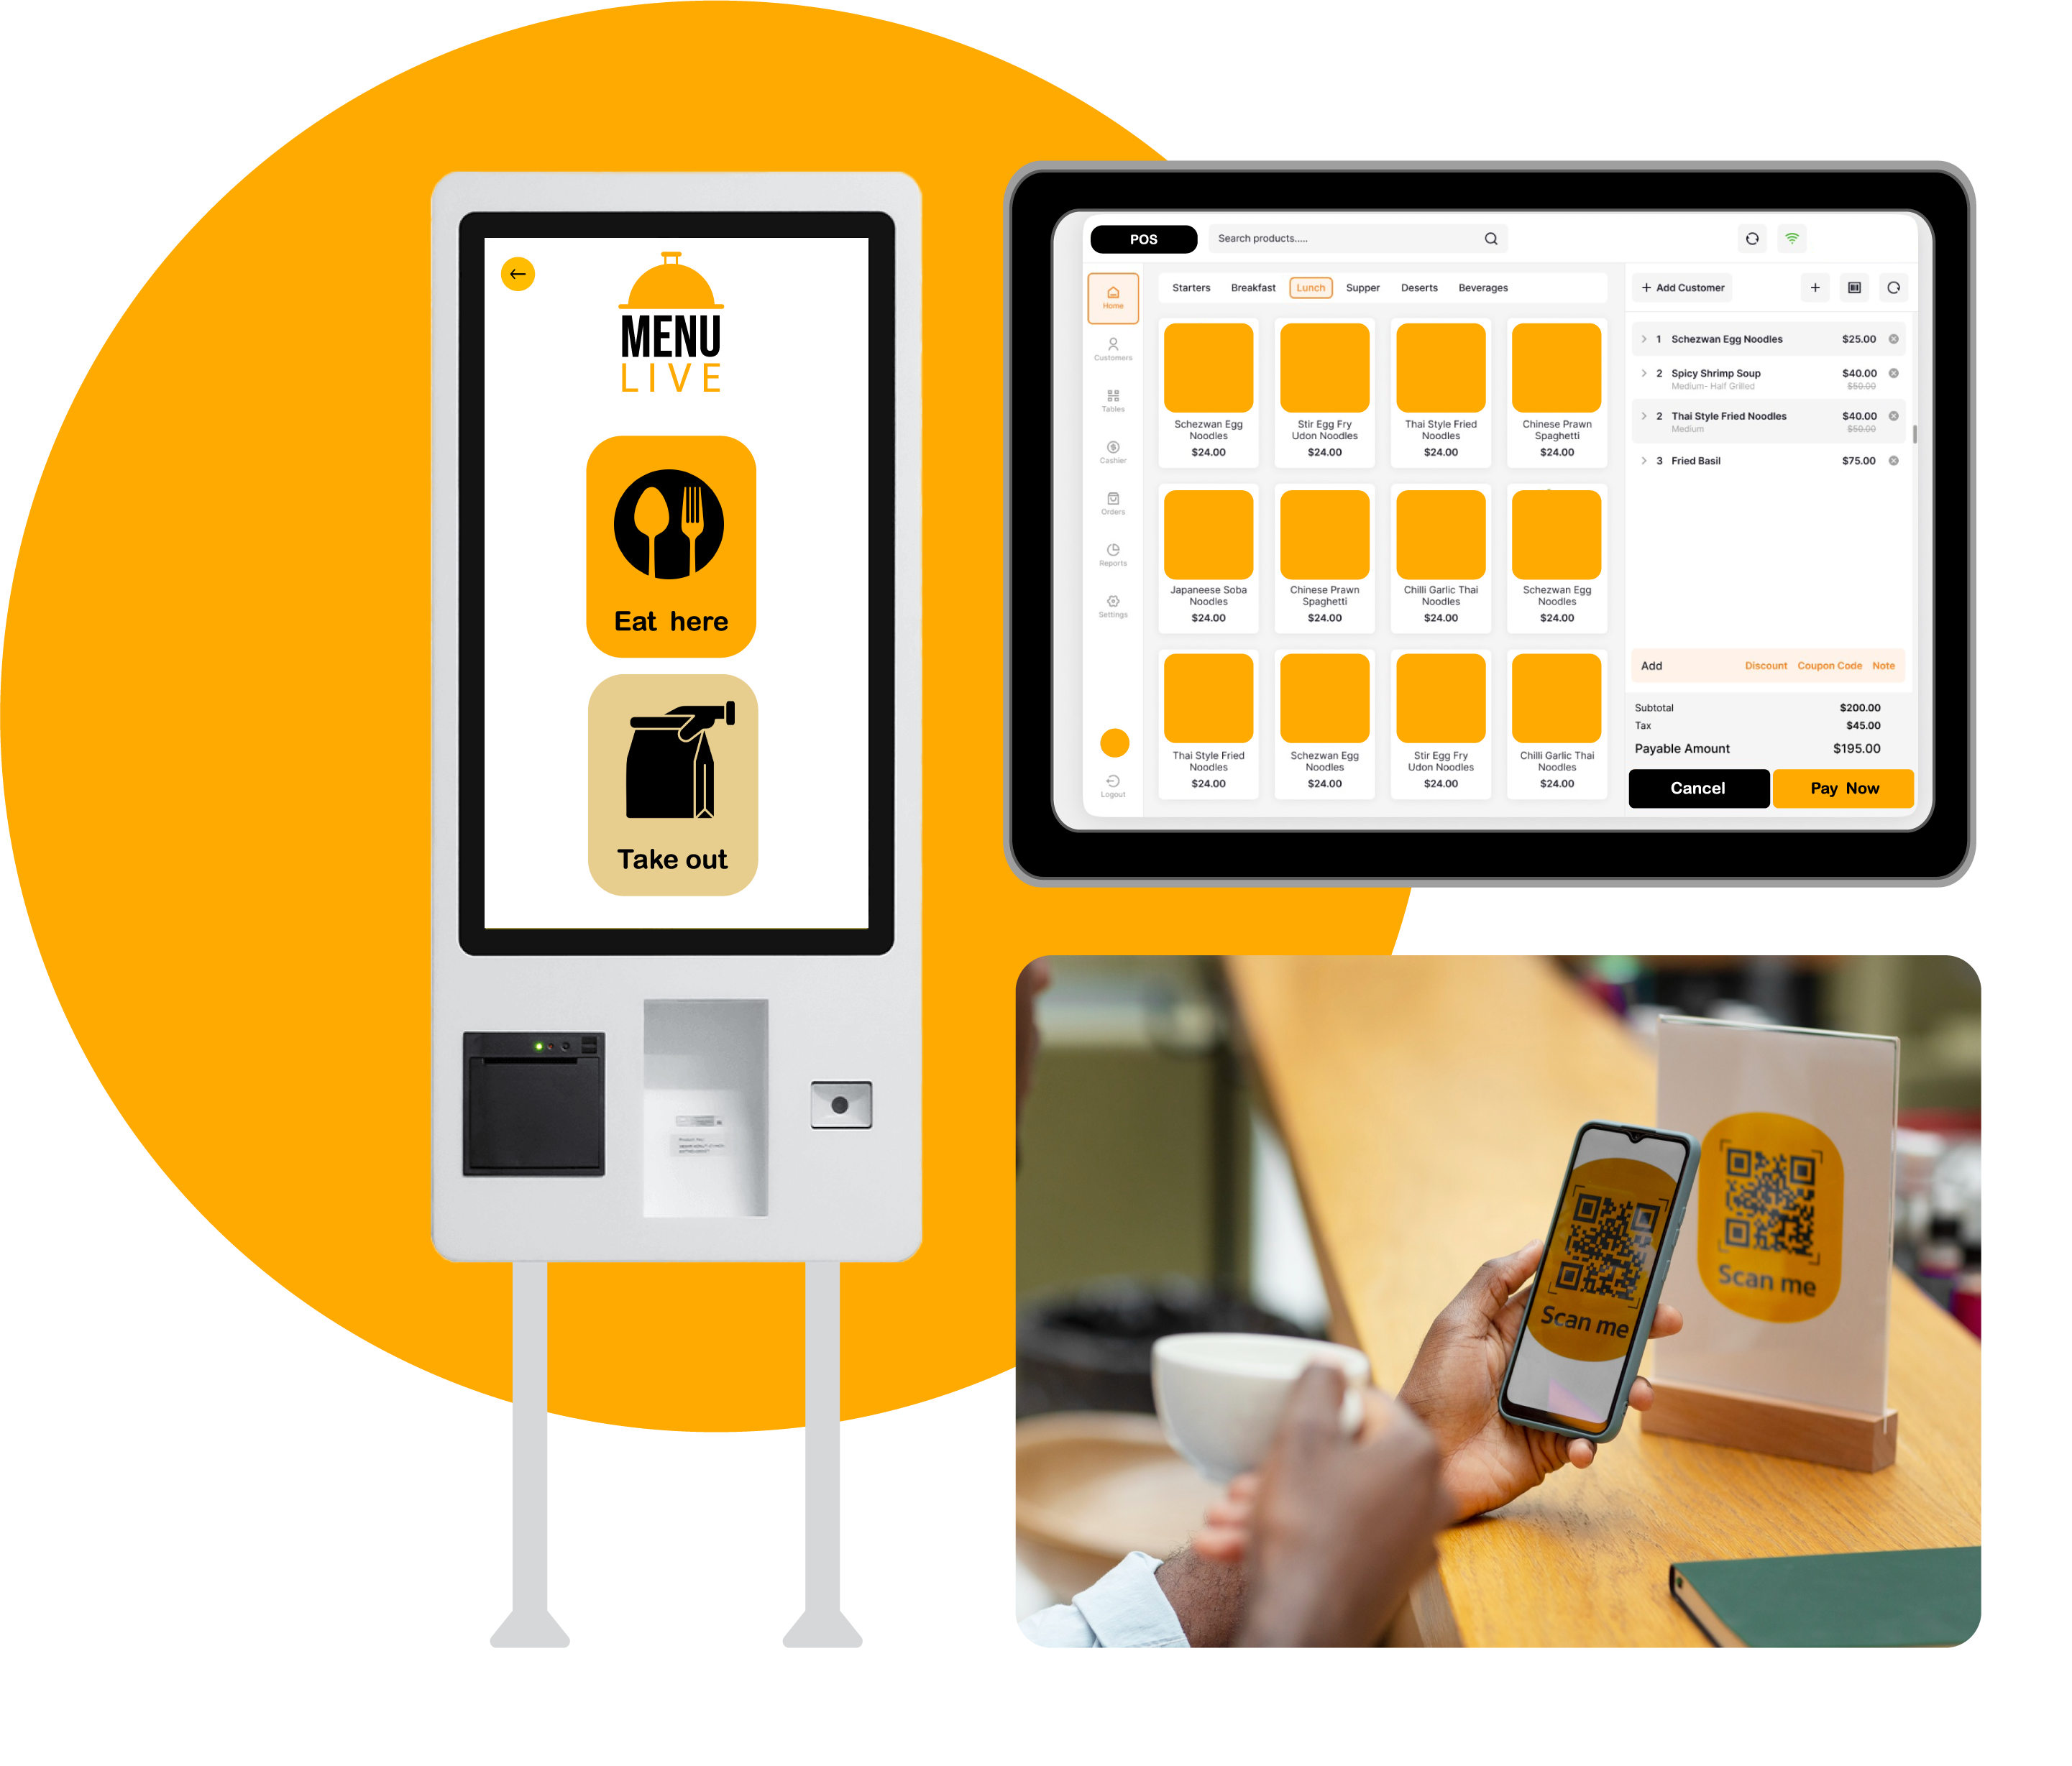 MENU
LIVE
Eat here
Take out
POS
Search products.....
Home
Customers
Tables
Cashier
Orders
Reports
Settings
Logout
Starters Breakfast Lunch Supper Deserts Beverages
Schezwan Egg
Noodles
$24.00
Stir Egg Fry
Udon Noodles
$24.00
Thai Style Fried
Noodles
$24.00
Chinese Prawn
Spaghetti
$24.00
Japaneese Soba
Noodles
$24.00
Chinese Prawn
Spaghetti
$24.00
Chilli Garlic Thai
Noodles
$24.00
Schezwan Egg
Noodles
$24.00
Thai Style Fried
Noodles
$24.00
Schezwan Egg
Noodles
$24.00
Stir Egg Fry
Udon Noodles
$24.00
Chilli Garlic Thai
Noodles
$24.00
+ Add Customer
1 Schezwan Egg Noodles $25.00
2 Spicy Shrimp Soup $40.00
Medium- Half Grilled $50.00
2 Thai Style Fried Noodles $40.00
Medium $50.00
3 Fried Basil $75.00
Add Discount Coupon Code Note
Subtotal $200.00
Tax $45.00
Payable Amount $195.00
Cancel Pay Now
Scan me
Scan me